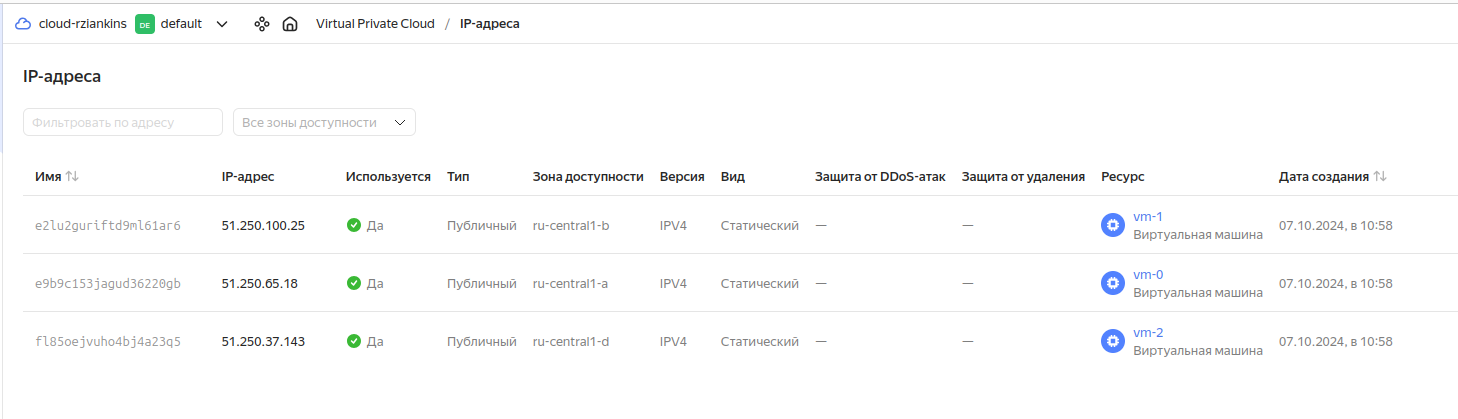 cloud-rziankins DE default Virtual Private Cloud / IP-адреса
IP-адреса
Фильтровать по адресу Все зоны доступности
Имя IP-адрес Используется Тип Зона доступности Версия Вид Защита от DDoS-атак Защита от удаления Ресурс Дата создания
e2lu2guriftd9ml61ar6 51.250.100.25 Да Публичный ru-central1-b IPV4 Статический — — vm-1 Виртуальная машина 07.10.2024, в 10:58
e9b9c153jagud36220gb 51.250.65.18 Да Публичный ru-central1-a IPV4 Статический — — vm-0 Виртуальная машина 07.10.2024, в 10:58
fl85oejvuho4bj4a23q5 51.250.37.143 Да Публичный ru-central1-d IPV4 Статический — — vm-2 Виртуальная машина 07.10.2024, в 10:58